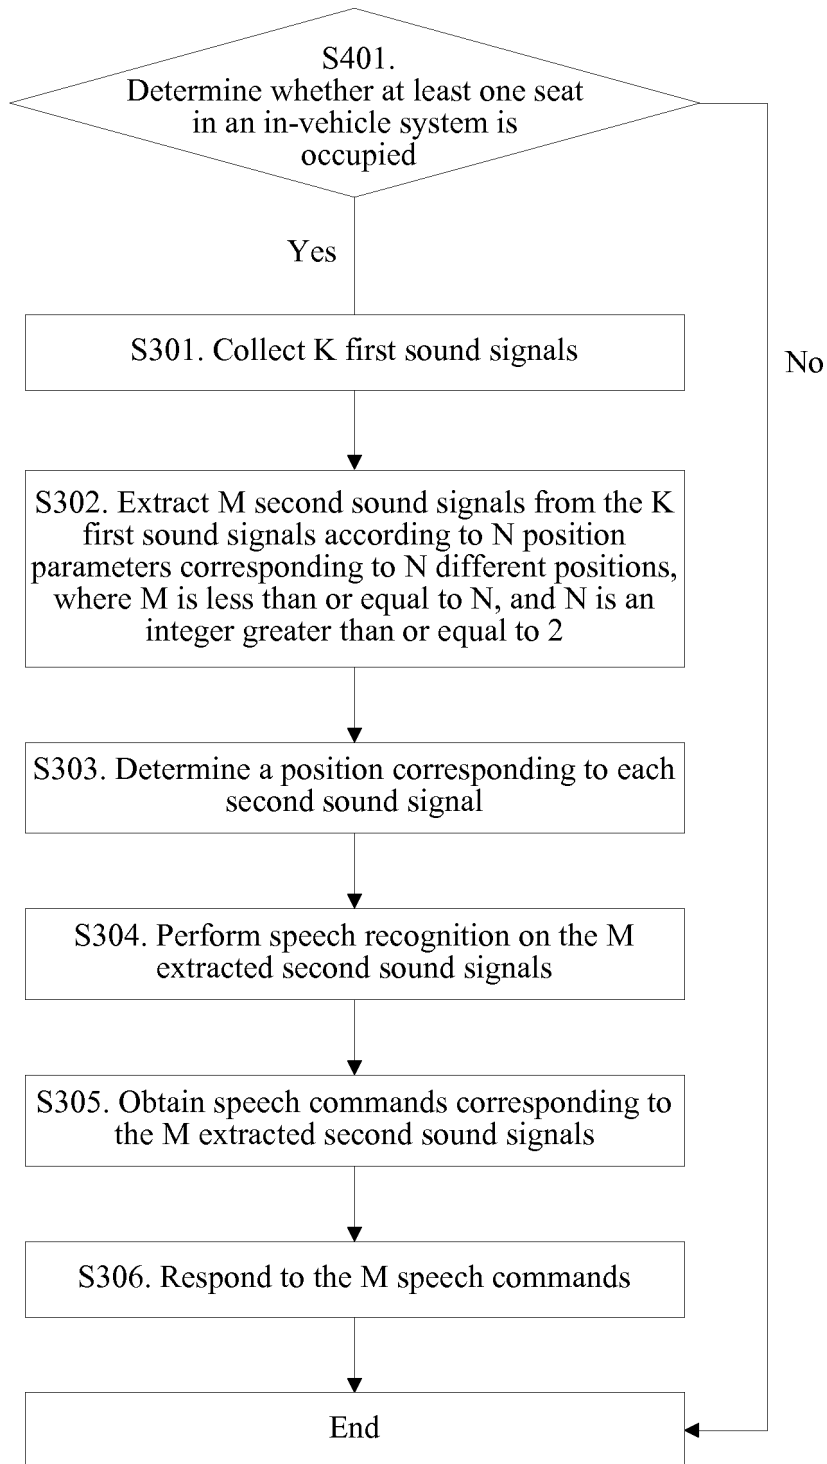 S401.
Determine whether at least one seat
in an in-vehicle system is
occupied
Yes
No
S301. Collect K first sound signals
S302. Extract M second sound signals from the K
first sound signals according to N position
parameters corresponding to N different positions,
where M is less than or equal to N, and N is an
integer greater than or equal to 2
S303. Determine a position corresponding to each
second sound signal
S304. Perform speech recognition on the M
extracted second sound signals
S305. Obtain speech commands corresponding to
the M extracted second sound signals
S306. Respond to the M speech commands
End